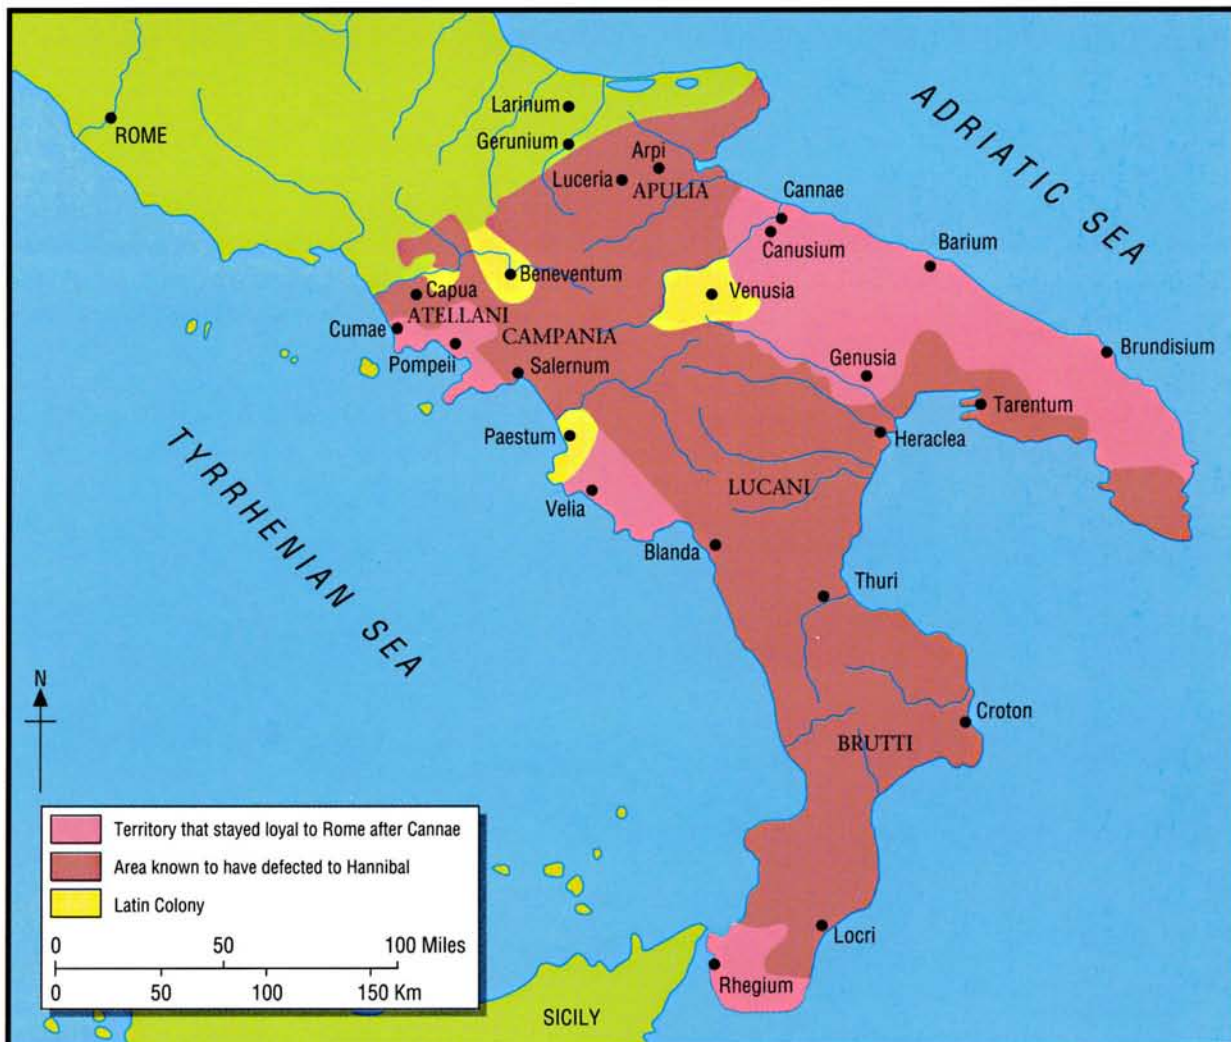 ADRIATIC SEA
Larinum
ROME
Gerunium
Arpi
Luceria
APULIA
Cannae
Canusium
Barium
Beneventum
Capua
Venusia
ATELLANI
Cumae
CAMPANIA
Pompeii
Salernum
Genusia
Brundisium
Tarentum
Paestum
Heraclea
TYRRHENIAN SEA
LUCANI
Velia
Blanda
Thuri
N
Croton
BRUTTI
Territory that stayed loyal to Rome after Cannae
Area known to have defected to Hannibal
Latin Colony
0 50 100 Miles
0 50 100 150 Km
Locri
Rhegium
SICILY